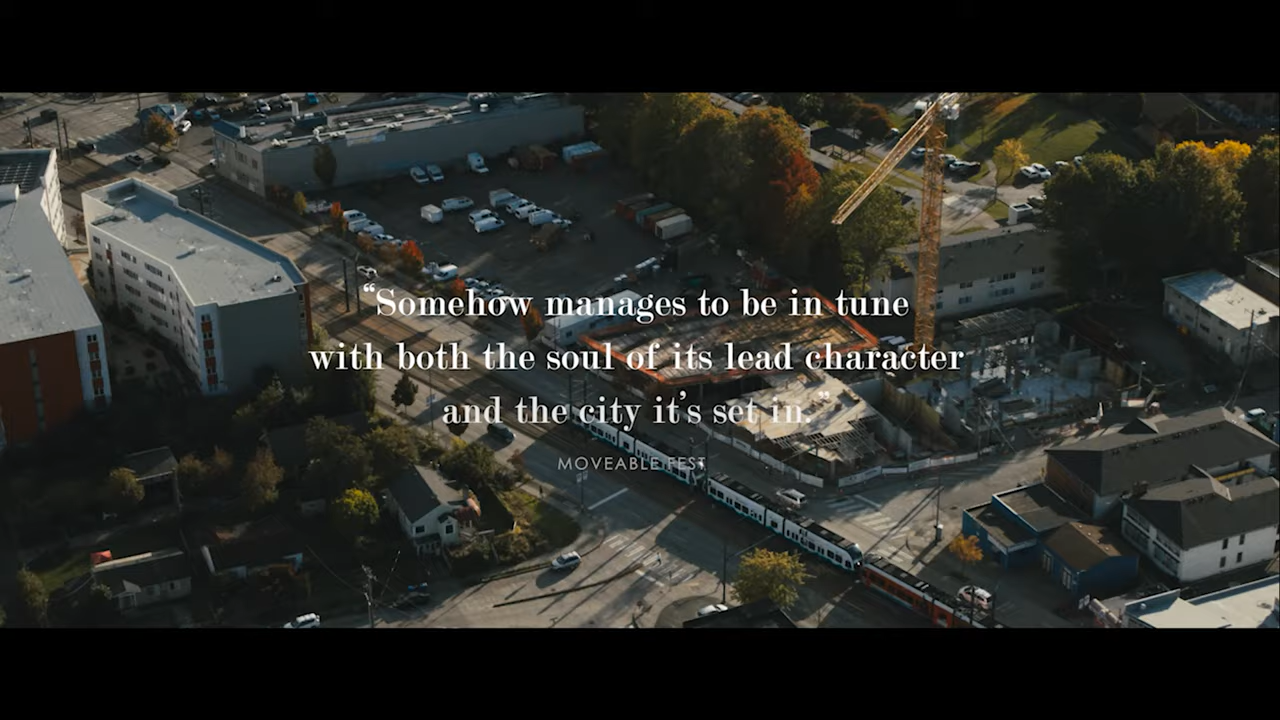 “Somehow manages to be in tune
with both the soul of its lead character
and the city it’s set in.”
MOVEABLE FEST